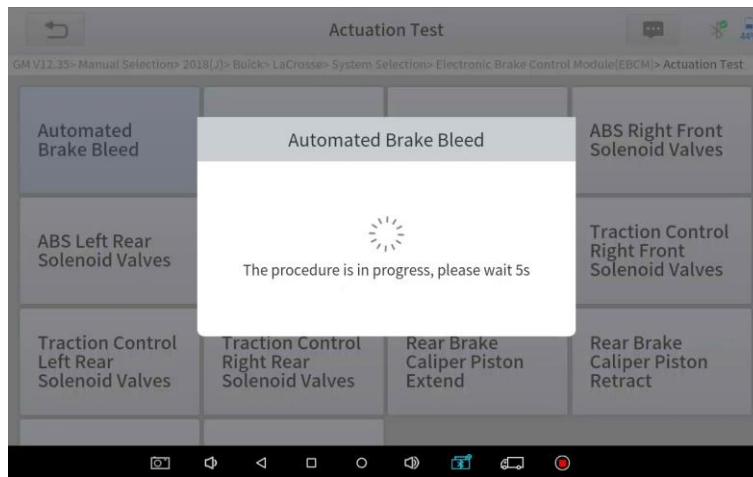 Actuation Test
GM V12.35> Manual Selection> 2018(J)> Buick> LaCrosse> System Selection> Electronic Brake Control Module(EBCM)> Actuation Test
Automated
Brake Bleed
ABS Right Front
Solenoid Valves
Automated Brake Bleed
The procedure is in progress, please wait 5s
ABS Left Rear
Solenoid Valves
Traction Control
Right Front
Solenoid Valves
Traction Control
Left Rear
Solenoid Valves
Traction Control
Right Rear
Solenoid Valves
Rear Brake
Caliper Piston
Extend
Rear Brake
Caliper Piston
Retract